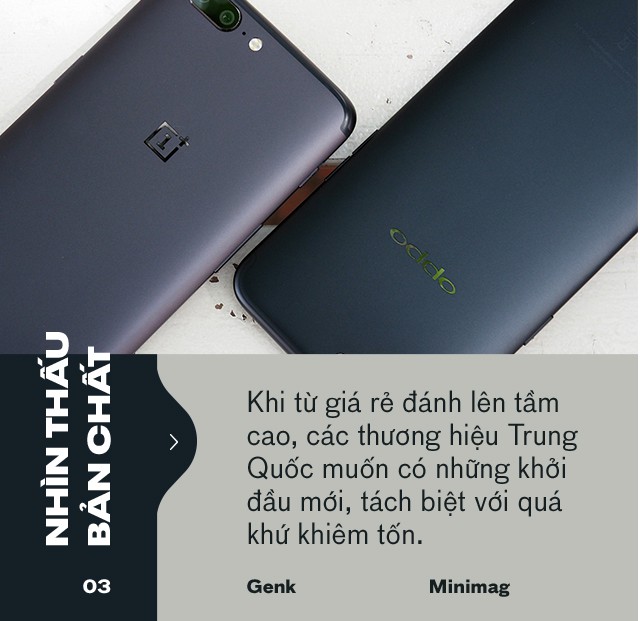 1+
oppo
NHÌN THẤU
BẢN CHẤT
03
Khi từ giá rẻ đánh lên tầm
cao, các thương hiệu Trung
Quốc muốn có những khởi
đầu mới, tách biệt với quá
khứ khiêm tốn.
Genk
Minimag